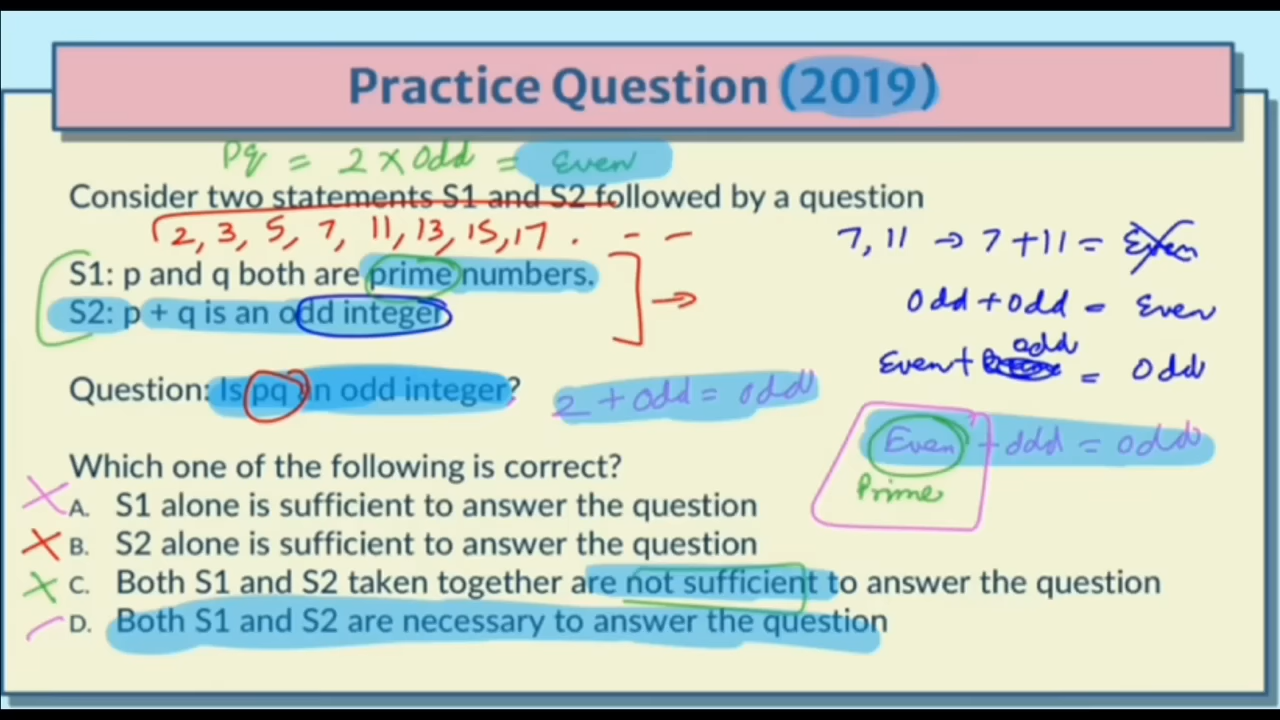 Practice Question (2019)
Pq = 2 × Odd = Even
Consider two statements S1 and S2 followed by a question
2, 3, 5, 7, 11, 13, 15, 17 . - -
7, 11 → 7 + 11 = Even
S1: p and q both are prime numbers.
S2: p + q is an odd integer
Odd + Odd = Even
Even + odd = Odd
Question: Is pq an odd integer?
2 + Odd = Odd
Even + Odd = Odd
Prime
Which one of the following is correct?
A. S1 alone is sufficient to answer the question
B. S2 alone is sufficient to answer the question
C. Both S1 and S2 taken together are not sufficient to answer the question
D. Both S1 and S2 are necessary to answer the question